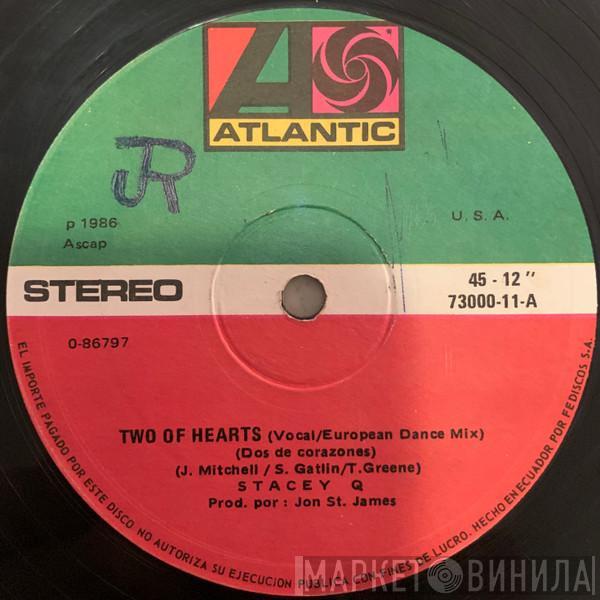 ATLANTIC
JR
p 1986
Ascap
U. S. A.
STEREO
45 - 12 "
73000-11-A
0-86797
TWO OF HEARTS (Vocal/European Dance Mix)
(Dos de corazones)
(J. Mitchell / S. Gatlin/T.Greene)
STACEY Q
Prod. por : Jon St. James
EL IMPORTE PAGADO POR ESTE DISCO NO AUTORIZA SU EJECUCION PUBLICA CON FINES DE LUCRO. HECHO EN ECUADOR POR FEDISCOS S.A.
МАРКЕТ ВИНИЛА